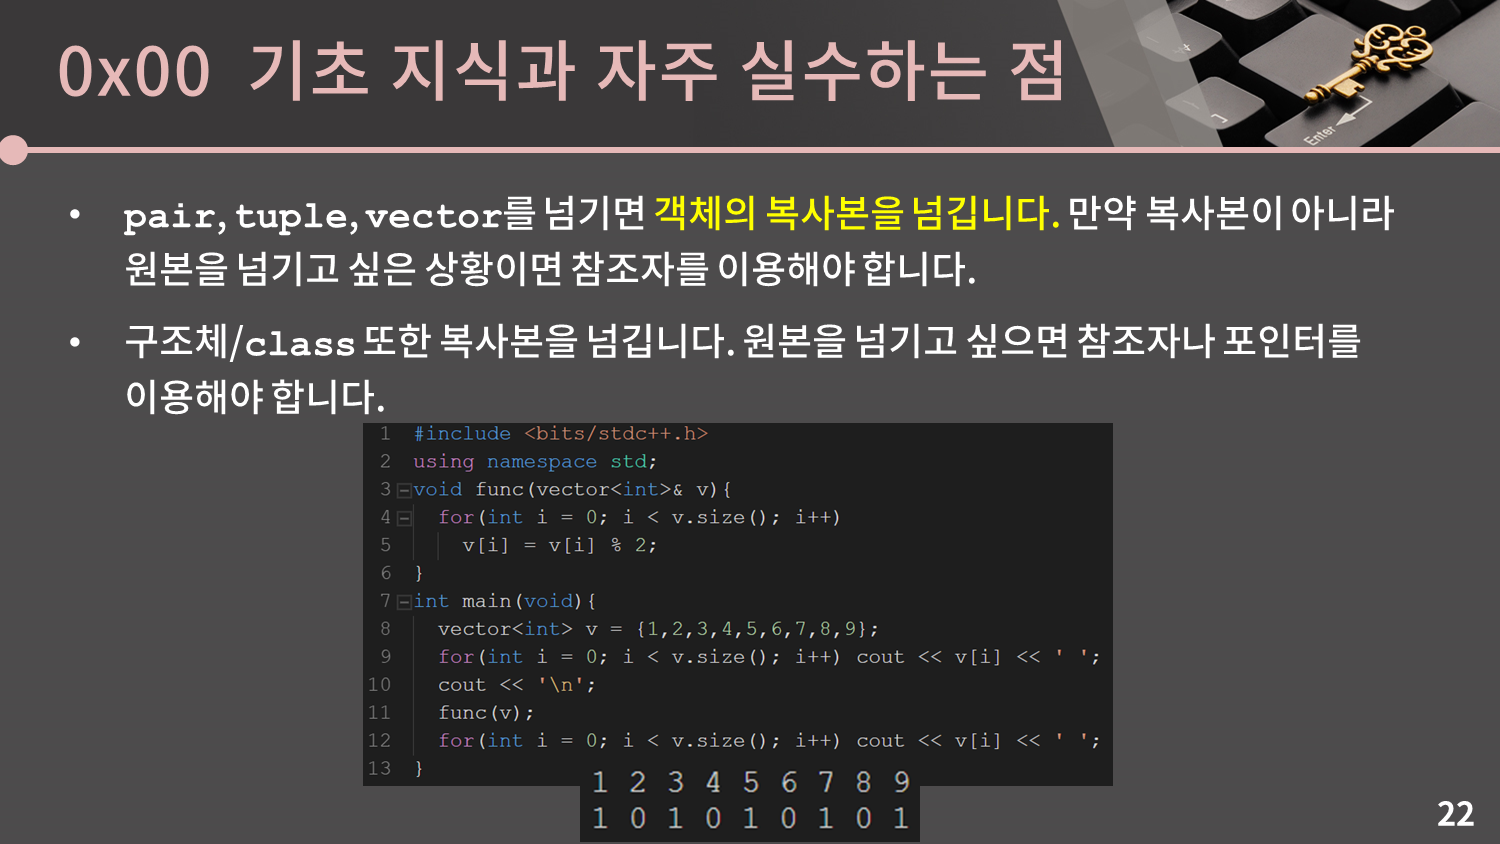 0x00 기초 지식과 자주 실수하는 점
Enter
• pair, tuple, vector를 넘기면 객체의 복사본을 넘깁니다. 만약 복사본이 아니라
원본을 넘기고 싶은 상황이면 참조자를 이용해야 합니다.
• 구조체/class 또한 복사본을 넘깁니다. 원본을 넘기고 싶으면 참조자나 포인터를
이용해야 합니다.
1 #include <bits/stdc++.h>
2 using namespace std;
3 void func(vector<int>& v){
4 for(int i = 0; i < v.size(); i++)
5 v[i] = v[i] % 2;
6 }
7 int main(void){
8 vector<int> v = {1,2,3,4,5,6,7,8,9};
9 for(int i = 0; i < v.size(); i++) cout << v[i] << ' ';
10 cout << '\n';
11 func(v);
12 for(int i = 0; i < v.size(); i++) cout << v[i] << ' ';
13 }
1 2 3 4 5 6 7 8 9
1 0 1 0 1 0 1 0 1
22